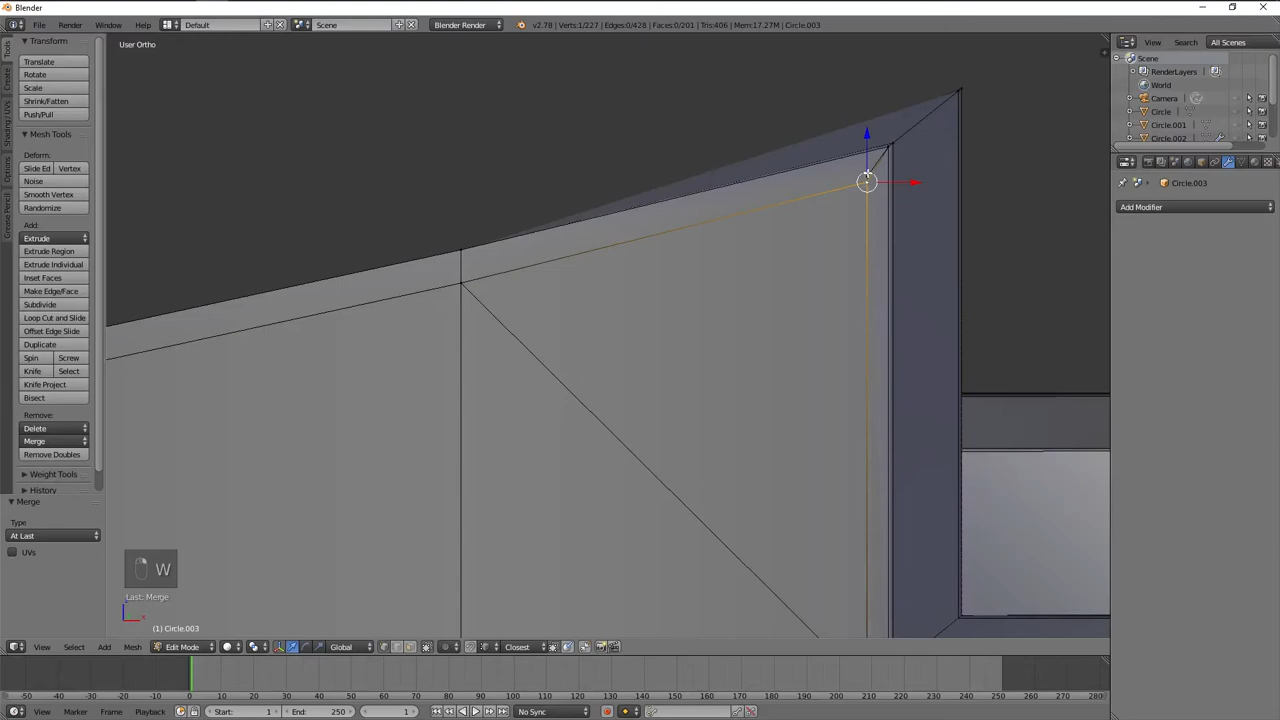 Blender
File
Render
Window
Help
Default
Scene
Blender Render
v2.78 | Verts:1/227 | Edges:0/428 | Faces:0/201 | Tris:406 | Mem:17.27M | Circle.003
Tools
Create
Shading / UVs
Options
Grease Pencil
Transform
Translate
Rotate
Scale
Shrink/Fatten
Push/Pull
Mesh Tools
Deform:
Slide Ed
Vertex
Noise
Smooth Vertex
Randomize
Add:
Extrude
Extrude Region
Extrude Individual
Inset Faces
Make Edge/Face
Subdivide
Loop Cut and Slide
Offset Edge Slide
Duplicate
Spin
Screw
Knife
Select
Knife Project
Bisect
Remove:
Delete
Merge
Remove Doubles
Weight Tools
History
Merge
Type
At Last
UVs
User Ortho
W
Last: Merge
x
(1) Circle.003
View
Select
Add
Mesh
Edit Mode
Global
Closest
View
Search
All Scenes
Scene
RenderLayers
World
Camera
Circle
Circle.001
Circle.002
Circle.003
Add Modifier
-50 -40 -30 -20 -10 0 10 20 30 40 50 60 70 80 90 100 110 120 130 140 150 160 170 180 190 200 210 220 230 240 250 260 270 280
View
Marker
Frame
Playback
Start: 1
End: 250
1
No Sync